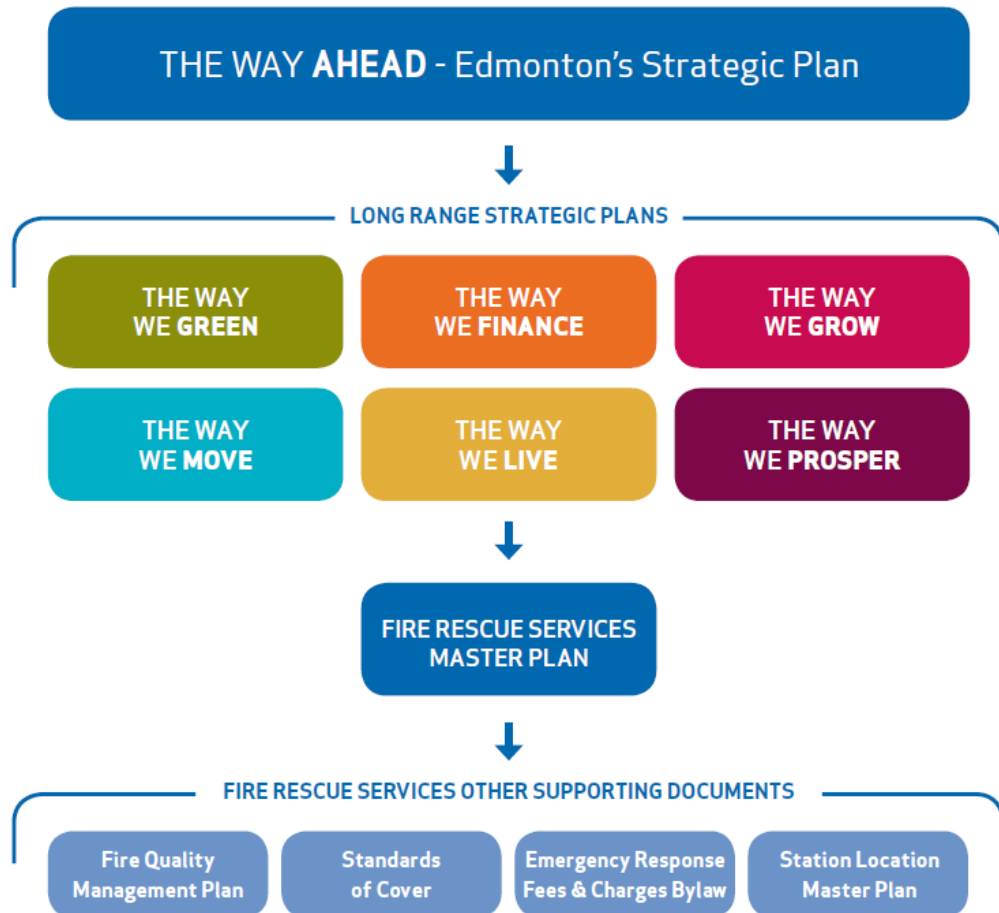 THE WAY AHEAD - Edmonton's Strategic Plan
LONG RANGE STRATEGIC PLANS
THE WAY
WE GREEN
THE WAY
WE FINANCE
THE WAY
WE GROW
THE WAY
WE MOVE
THE WAY
WE LIVE
THE WAY
WE PROSPER
FIRE RESCUE SERVICES
MASTER PLAN
FIRE RESCUE SERVICES OTHER SUPPORTING DOCUMENTS
Fire Quality
Management Plan
Standards
of Cover
Emergency Response
Fees & Charges Bylaw
Station Location
Master Plan